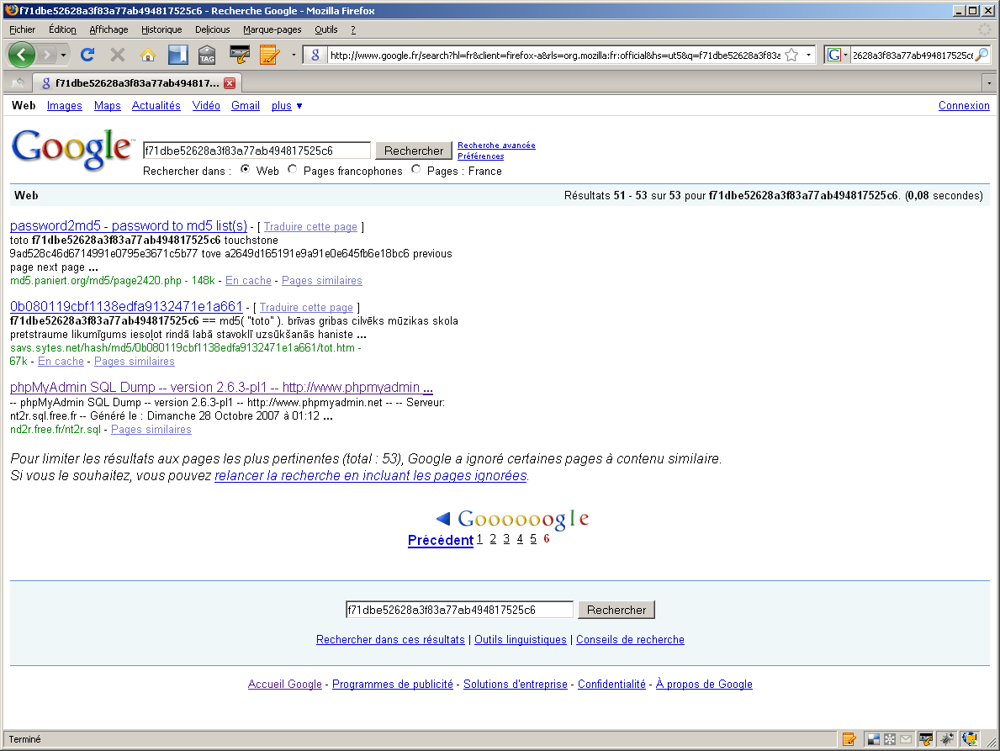 f71dbe52628a3f83a77ab494817525c6 - Recherche Google - Mozilla Firefox
Fichier Édition Affichage Historique Delicious Marque-pages Outils ?
TAG
http://www.google.fr/search?hl=fr&client=firefox-a&rls=org.mozilla:fr:official&hs=ut5&q=f71dbe52628a3f83a
2628a3f83a77ab494817525c6
f71dbe52628a3f83a77ab494817...
Web Images Maps Actualités Vidéo Gmail plus ▼ Connexion
Google™
f71dbe52628a3f83a77ab494817525c6 Rechercher Recherche avancée
Préférences
Rechercher dans : Web Pages francophones Pages : France
Web Résultats 51 - 53 sur 53 pour f71dbe52628a3f83a77ab494817525c6. (0,08 secondes)
password2md5 - password to md5 list(s) - [ Traduire cette page ]
toto f71dbe52628a3f83a77ab494817525c6 touchstone
9ad528c46d6714991e0795e3671c5b77 tove a2649d165191e9a91e0e645fb6e18bc6 previous
page next page ...
md5.paniert.org/md5/page2420.php - 148k - En cache - Pages similaires
0b080119cbf1138edfa9132471e1a661 - [ Traduire cette page ]
f71dbe52628a3f83a77ab494817525c6 == md5( "toto" ). brīvas gribas cilvēks mūzikas skola
pretstraume likumīgums iesoļot rindā labā stavoklī uzsūkšanās haniste ...
savs.sytes.net/hash/md5/0b080119cbf1138edfa9132471e1a661/tot.htm -
67k - En cache - Pages similaires
phpMyAdmin SQL Dump -- version 2.6.3-pl1 -- http://www.phpmyadmin ...
-- phpMyAdmin SQL Dump -- version 2.6.3-pl1 -- http://www.phpmyadmin.net -- -- Serveur:
nt2r.sql.free.fr -- Généré le : Dimanche 28 Octobre 2007 à 01:12 ...
nd2r.free.fr/nt2r.sql - Pages similaires
Pour limiter les résultats aux pages les plus pertinentes (total : 53), Google a ignoré certaines pages à contenu similaire.
Si vous le souhaitez, vous pouvez relancer la recherche en incluant les pages ignorées.
Goooooogle
Précédent 1 2 3 4 5 6
f71dbe52628a3f83a77ab494817525c6 Rechercher
Rechercher dans ces résultats | Outils linguistiques | Conseils de recherche
Accueil Google - Programmes de publicité - Solutions d'entreprise - Confidentialité - À propos de Google
Terminé